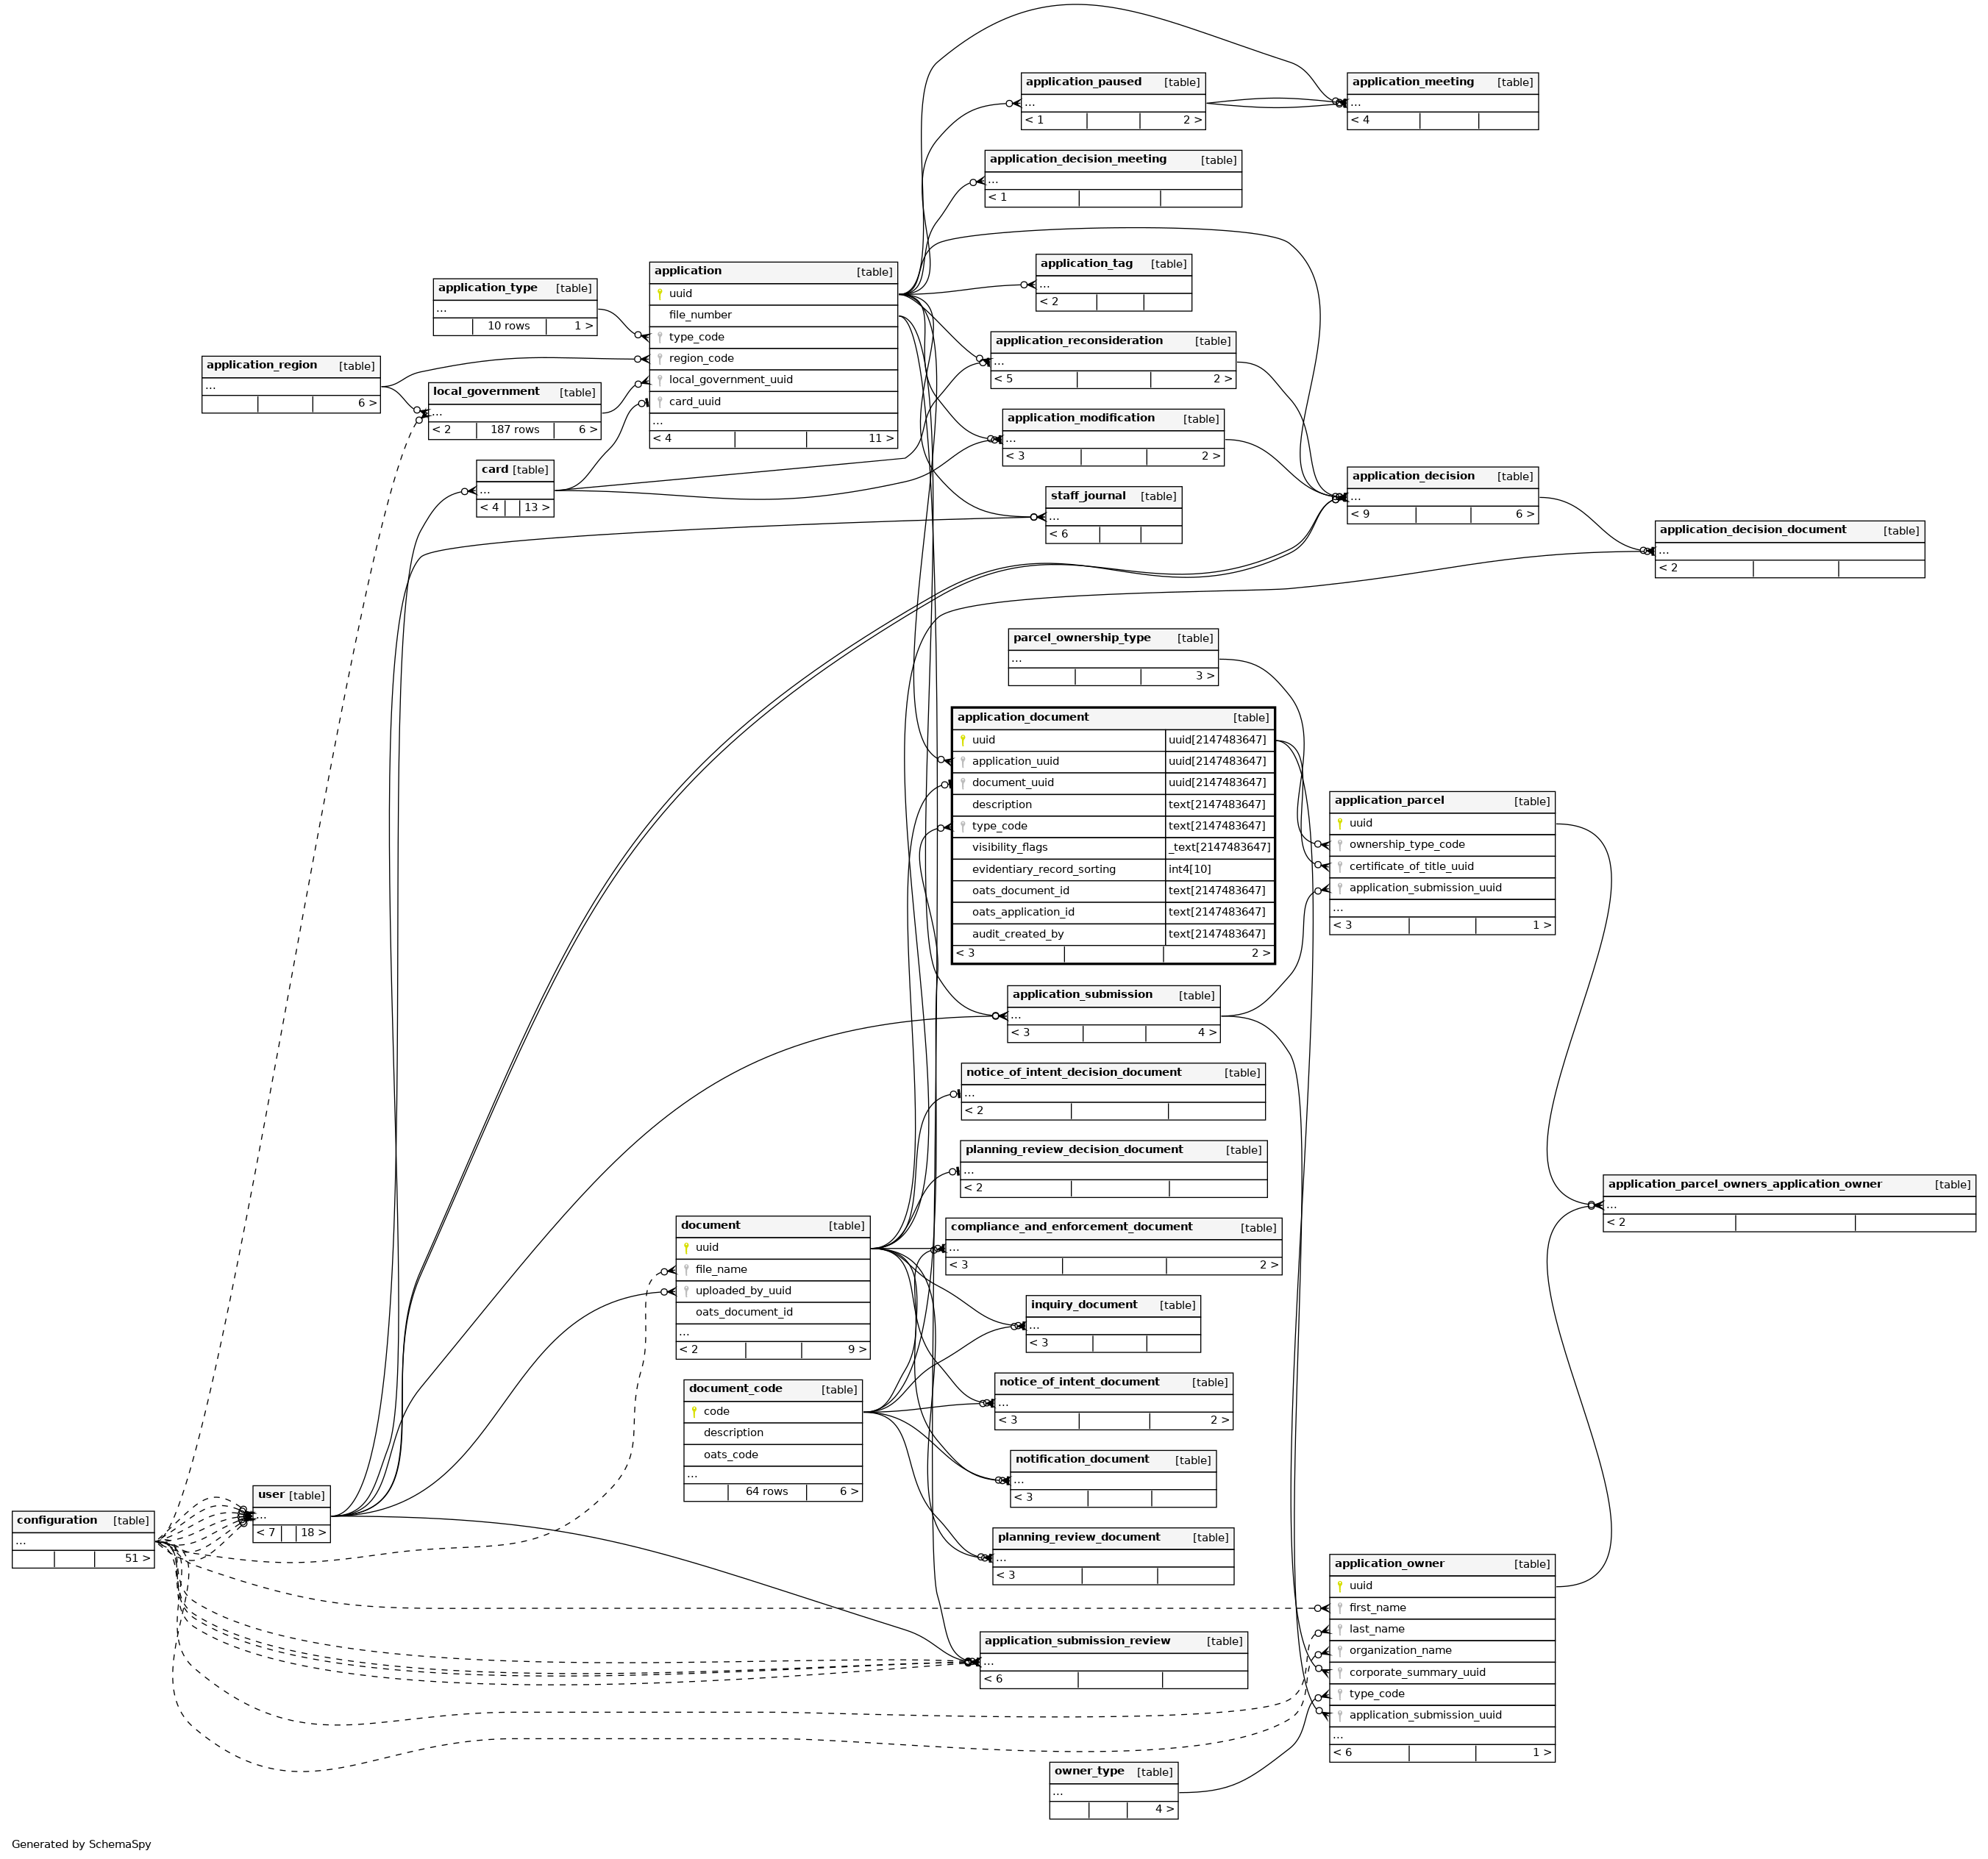 application_paused [table]
...
< 1 2 >
application_meeting [table]
...
< 4
application_decision_meeting [table]
...
< 1
application_tag [table]
...
< 2
application [table]
uuid
file_number
type_code
region_code
local_government_uuid
card_uuid
...
< 4 11 >
application_type [table]
...
10 rows 1 >
application_region [table]
...
6 >
local_government [table]
...
< 2 187 rows 6 >
card [table]
...
< 4 13 >
application_reconsideration [table]
...
< 5 2 >
application_modification [table]
...
< 3 2 >
staff_journal [table]
...
< 6
application_decision [table]
...
< 9 6 >
application_decision_document [table]
...
< 2
parcel_ownership_type [table]
...
3 >
application_document [table]
uuid uuid[2147483647]
application_uuid uuid[2147483647]
document_uuid uuid[2147483647]
description text[2147483647]
type_code text[2147483647]
visibility_flags _text[2147483647]
evidentiary_record_sorting int4[10]
oats_document_id text[2147483647]
oats_application_id text[2147483647]
audit_created_by text[2147483647]
< 3 2 >
application_parcel [table]
uuid
ownership_type_code
certificate_of_title_uuid
application_submission_uuid
...
< 3 1 >
application_submission [table]
...
< 3 4 >
notice_of_intent_decision_document [table]
...
< 2
planning_review_decision_document [table]
...
< 2
application_parcel_owners_application_owner [table]
...
< 2
document [table]
uuid
file_name
uploaded_by_uuid
oats_document_id
...
< 2 9 >
compliance_and_enforcement_document [table]
...
< 3 2 >
inquiry_document [table]
...
< 3
document_code [table]
code
description
oats_code
...
64 rows 6 >
notice_of_intent_document [table]
...
< 3 2 >
notification_document [table]
...
< 3
user [table]
...
< 7 18 >
configuration [table]
...
51 >
planning_review_document [table]
...
< 3
application_owner [table]
uuid
first_name
last_name
organization_name
corporate_summary_uuid
type_code
application_submission_uuid
...
< 6 1 >
application_submission_review [table]
...
< 6
owner_type [table]
...
4 >
Generated by SchemaSpy